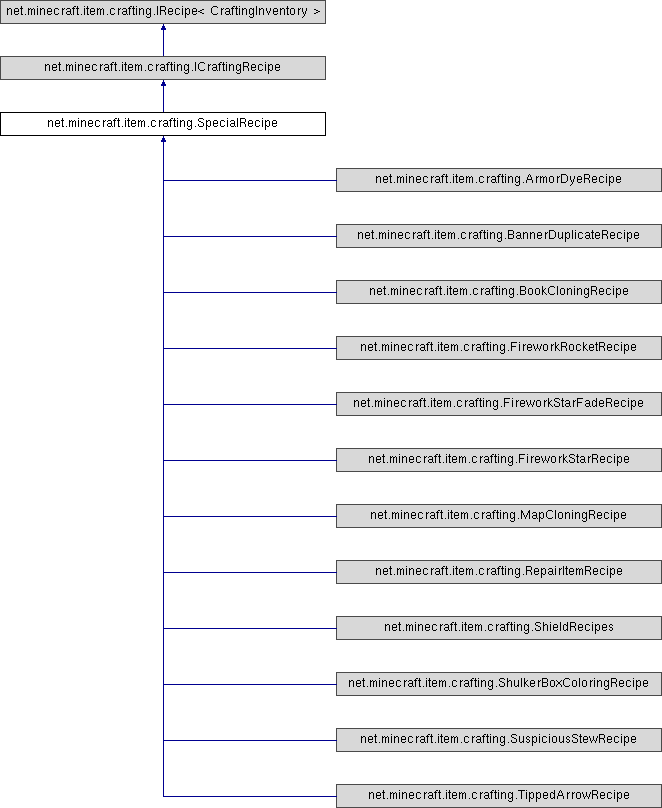 net.minecraft.item.crafting.IRecipe< CraftingInventory >
net.minecraft.item.crafting.ICraftingRecipe
net.minecraft.item.crafting.SpecialRecipe
net.minecraft.item.crafting.ArmorDyeRecipe
net.minecraft.item.crafting.BannerDuplicateRecipe
net.minecraft.item.crafting.BookCloningRecipe
net.minecraft.item.crafting.FireworkRocketRecipe
net.minecraft.item.crafting.FireworkStarFadeRecipe
net.minecraft.item.crafting.FireworkStarRecipe
net.minecraft.item.crafting.MapCloningRecipe
net.minecraft.item.crafting.RepairItemRecipe
net.minecraft.item.crafting.ShieldRecipes
net.minecraft.item.crafting.ShulkerBoxColoringRecipe
net.minecraft.item.crafting.SuspiciousStewRecipe
net.minecraft.item.crafting.TippedArrowRecipe